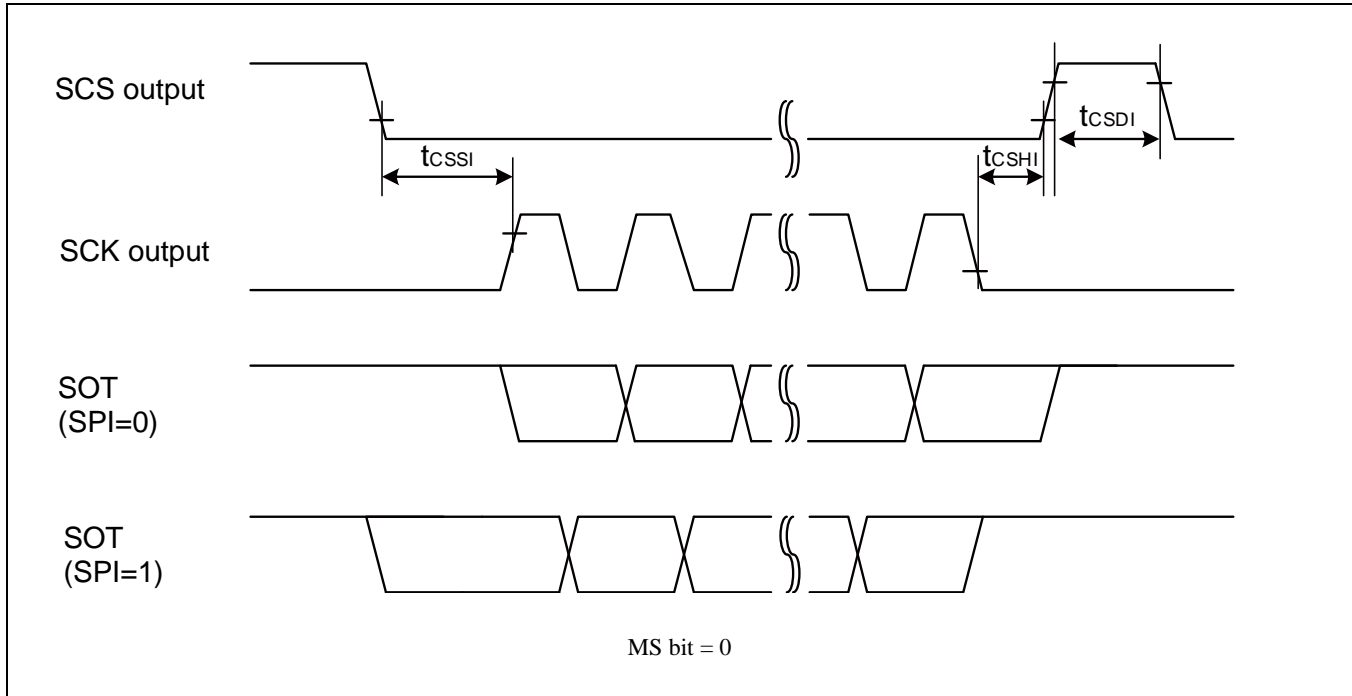 SCS output
tCSDI
tCSSI
tCSHI
SCK output
SOT
(SPI=0)
SOT
(SPI=1)
MS bit = 0